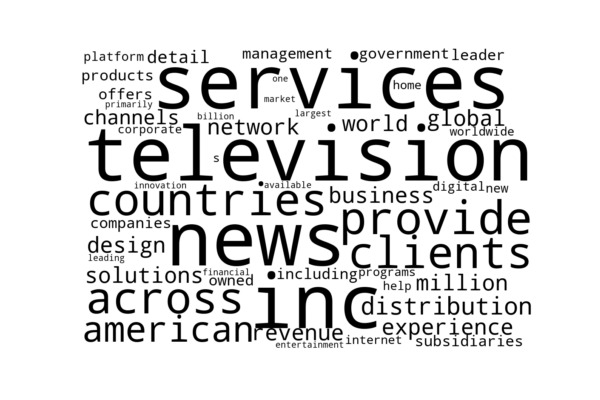 platform detail management government leader
products services home
offers one
primarily market
channels billion largest network world global
corporate worldwide
television
s
innovation available digital new
countries business
companies provide
design news clients
leading
solutions financial owned including programs
help million
across inc distribution
american revenue experience
entertainment internet subsidiaries